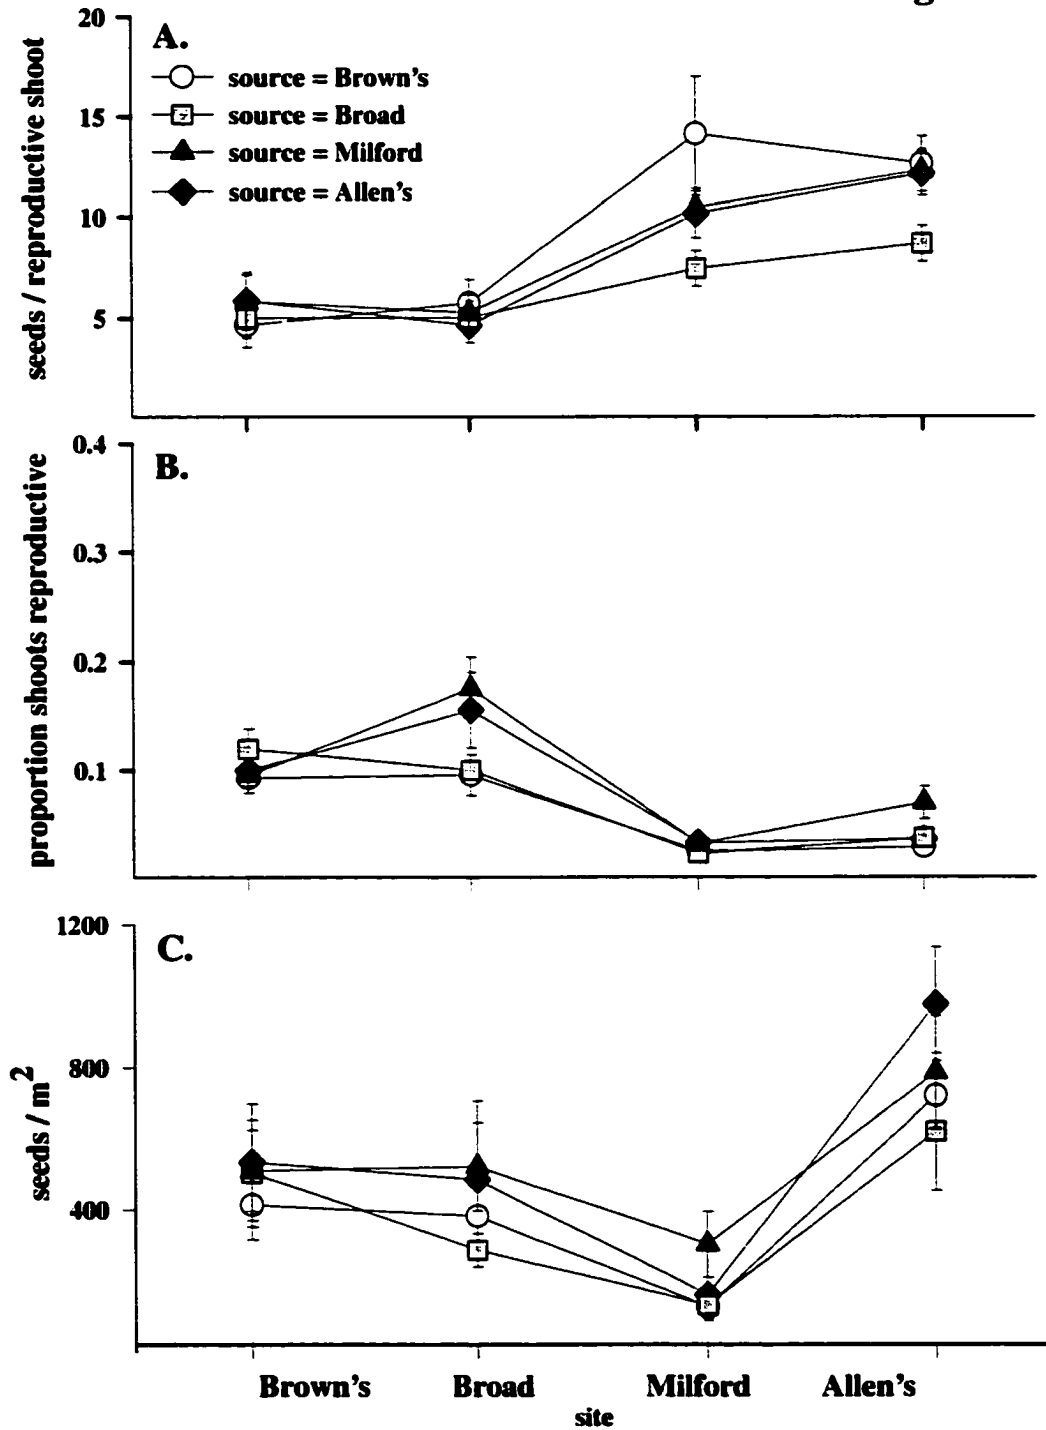 20
15
10
5
seeds / reproductive shoot
A.
source = Brown's
source = Broad
source = Milford
source = Allen's
0.4
0.3
0.2
0.1
proportion shoots reproductive
B.
1200
800
400
seeds / m²
C.
Brown's Broad Milford Allen's
site